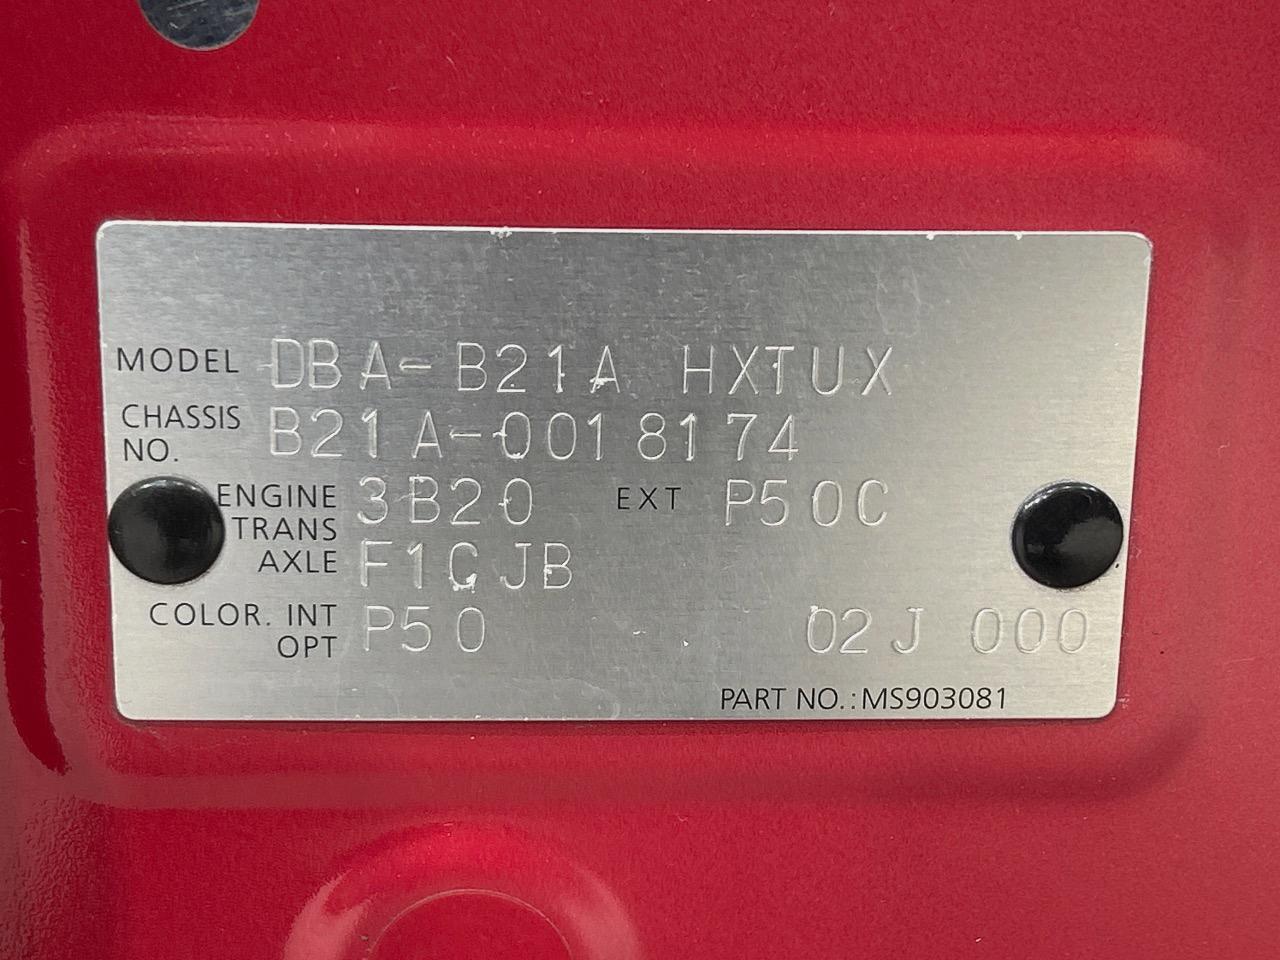 MODEL DBA-B21A HXTUX
CHASSIS NO. B21A-0018174
ENGINE 3B20 EXT P50C
TRANS AXLE F1CJB
COLOR. INT OPT P50 02J 000
PART NO.:MS903081